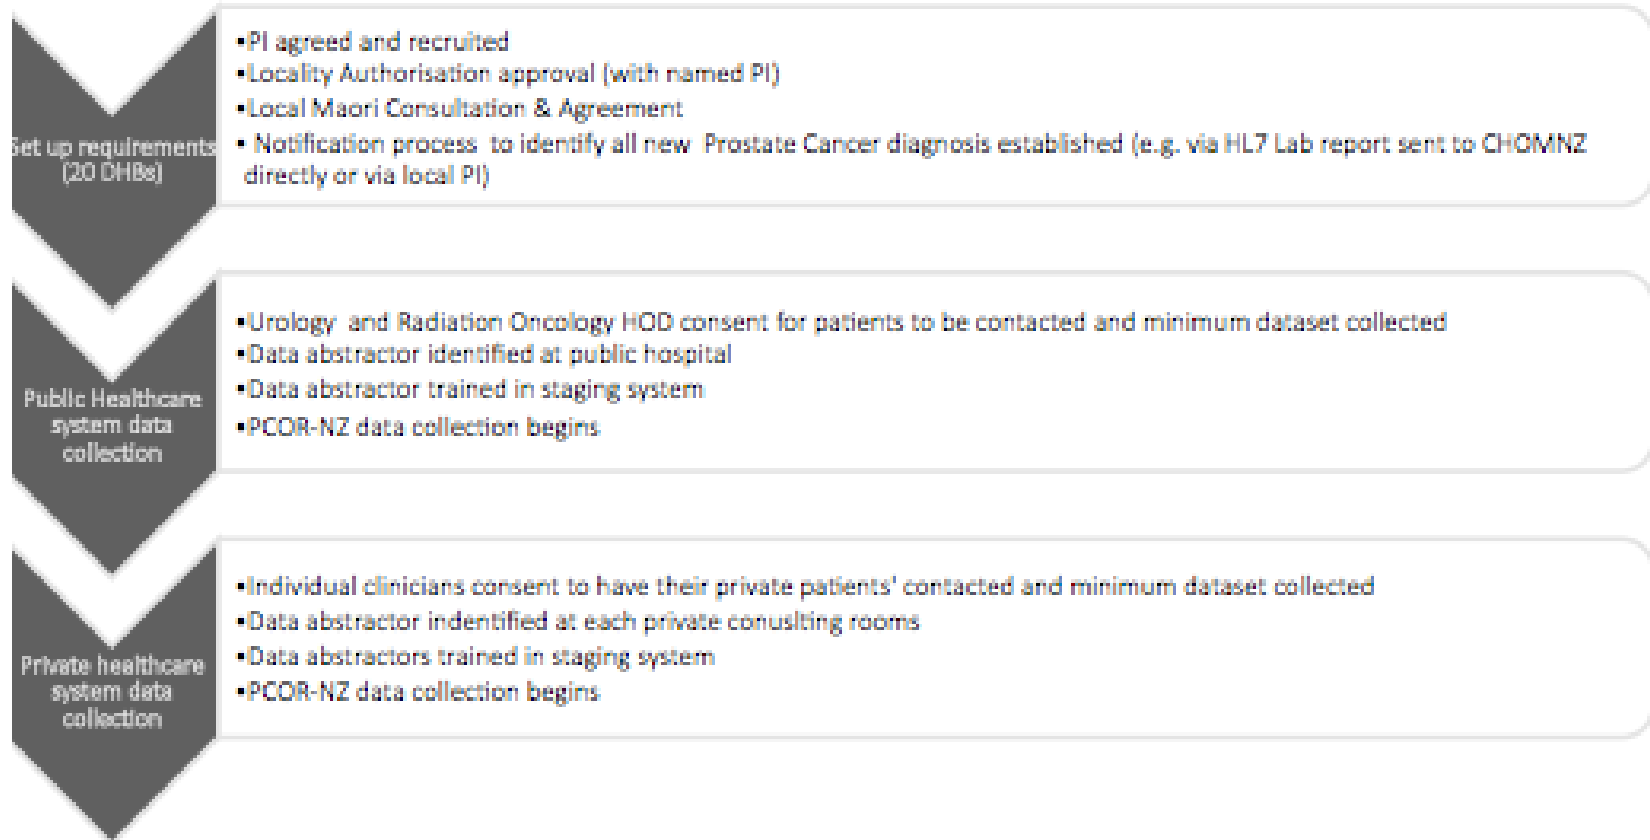 Set up requirements
(20 DHBs)
•PI agreed and recruited
•Locality Authorisation approval (with named PI)
•Local Maori Consultation & Agreement
• Notification process to identify all new Prostate Cancer diagnosis established (e.g. via HL7 Lab report sent to CHOMNZ
directly or via local PI)
Public Healthcare
system data
collection
•Urology and Radiation Oncology HOD consent for patients to be contacted and minimum dataset collected
•Data abstractor identified at public hospital
•Data abstractor trained in staging system
•PCOR-NZ data collection begins
Private healthcare
system data
collection
•Individual clinicians consent to have their private patients' contacted and minimum dataset collected
•Data abstractor indentified at each private conuslting rooms
•Data abstractors trained in staging system
•PCOR-NZ data collection begins